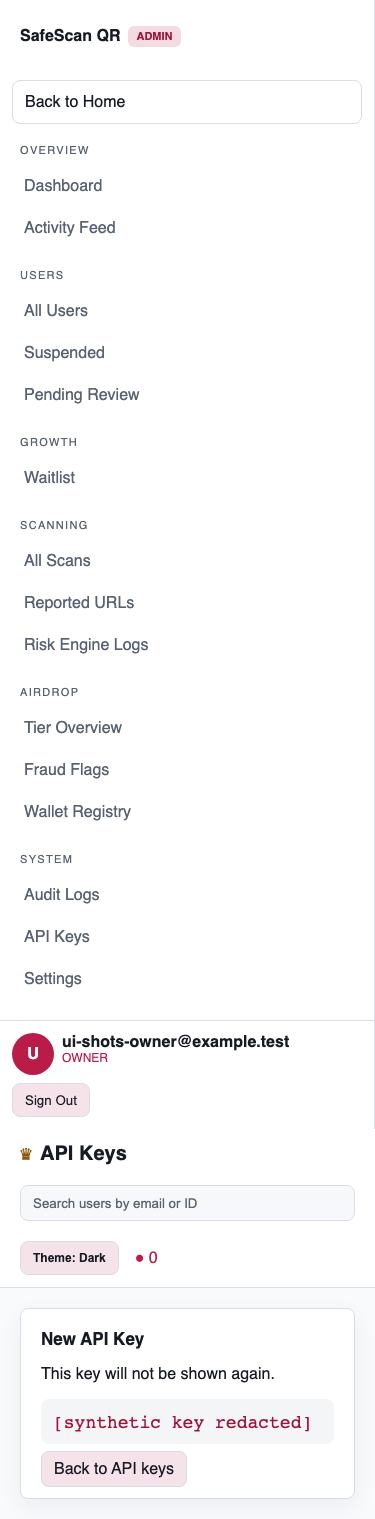 SafeScan QR ADMIN
Back to Home
OVERVIEW
Dashboard
Activity Feed
USERS
All Users
Suspended
Pending Review
GROWTH
Waitlist
SCANNING
All Scans
Reported URLs
Risk Engine Logs
AIRDROP
Tier Overview
Fraud Flags
Wallet Registry
SYSTEM
Audit Logs
API Keys
Settings
U
ui-shots-owner@example.test
OWNER
Sign Out
♛ API Keys
Search users by email or ID
Theme: Dark ● 0
New API Key
This key will not be shown again.
[synthetic key redacted]
Back to API keys